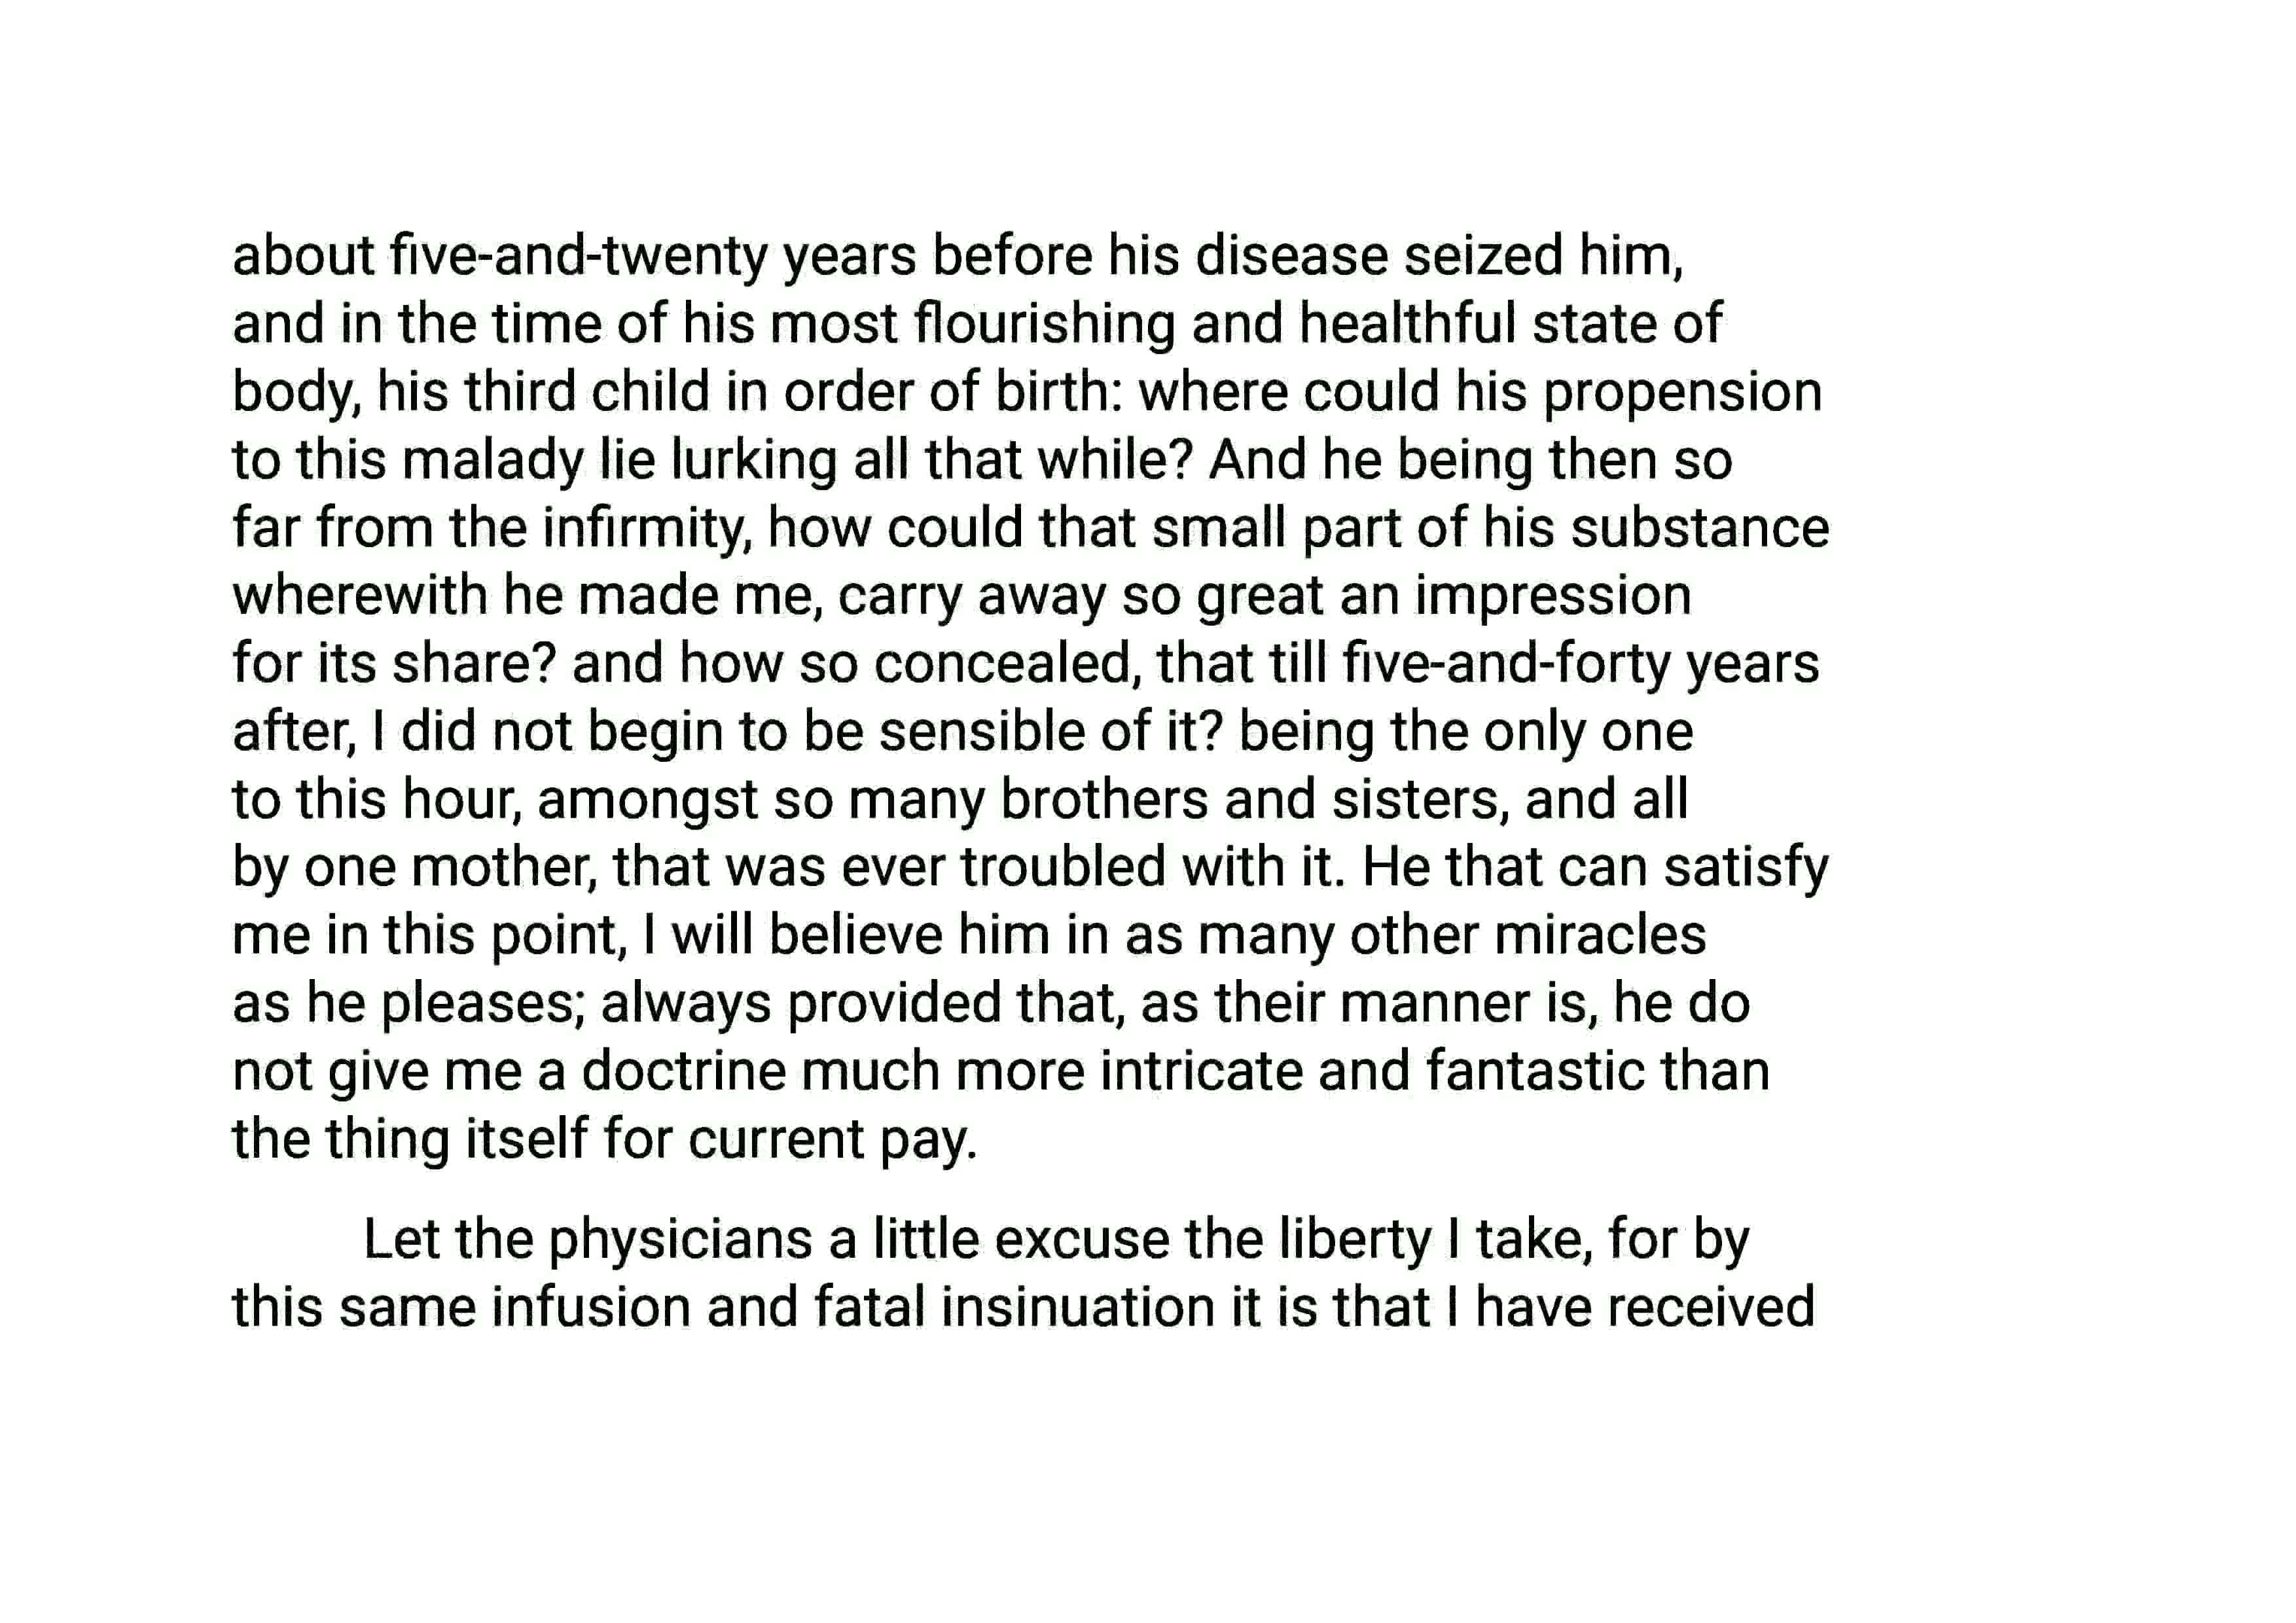 about five-and-twenty years before his disease seized him,
and in the time of his most flourishing and healthful state of
body, his third child in order of birth: where could his propension
to this malady lie lurking all that while? And he being then so
far from the infirmity, how could that small part of his substance
wherewith he made me, carry away so great an impression
for its share? and how so concealed, that till five-and-forty years
after, I did not begin to be sensible of it? being the only one
to this hour, amongst so many brothers and sisters, and all
by one mother, that was ever troubled with it. He that can satisfy
me in this point, I will believe him in as many other miracles
as he pleases; always provided that, as their manner is, he do
not give me a doctrine much more intricate and fantastic than
the thing itself for current pay.
Let the physicians a little excuse the liberty I take, for by
this same infusion and fatal insinuation it is that I have received